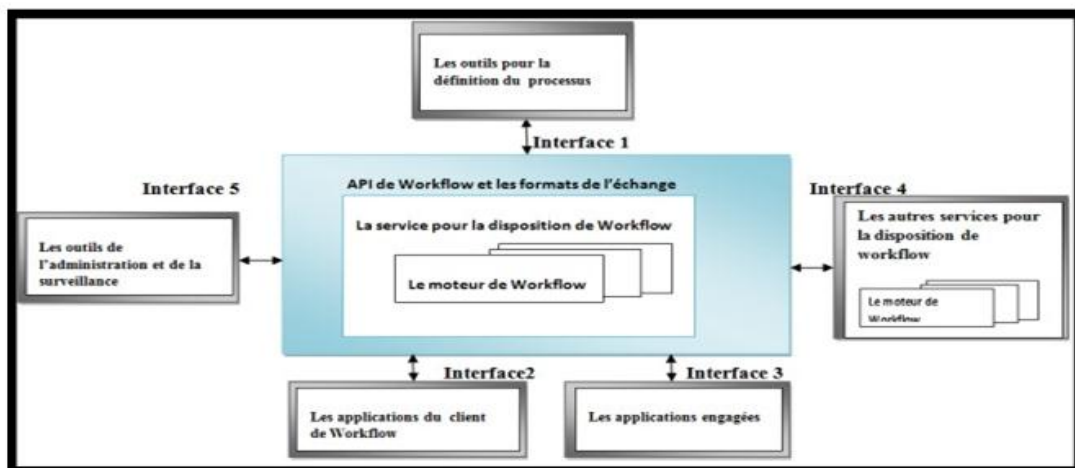 Les outils pour la
définition du processus
Interface 1
Interface 5
API de Workflow et les formats de l'échange
Interface 4
Les outils de
l'administration et de la
surveillance
La service pour la disposition de Workflow
Le moteur de Workflow
Les autres services pour
la disposition de
workflow
Le moteur de
Workflow
Interface2
Interface 3
Les applications du client
de Workflow
Les applications engagées